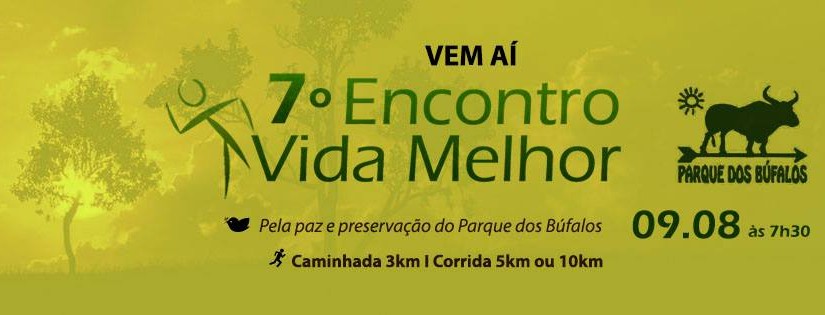 VEM AÍ
7º Encontro
Vida Melhor
PARQUE DOS BÚFALOS
Pela paz e preservação do Parque dos Búfalos
09.08 às 7h30
Caminhada 3km I Corrida 5km ou 10km